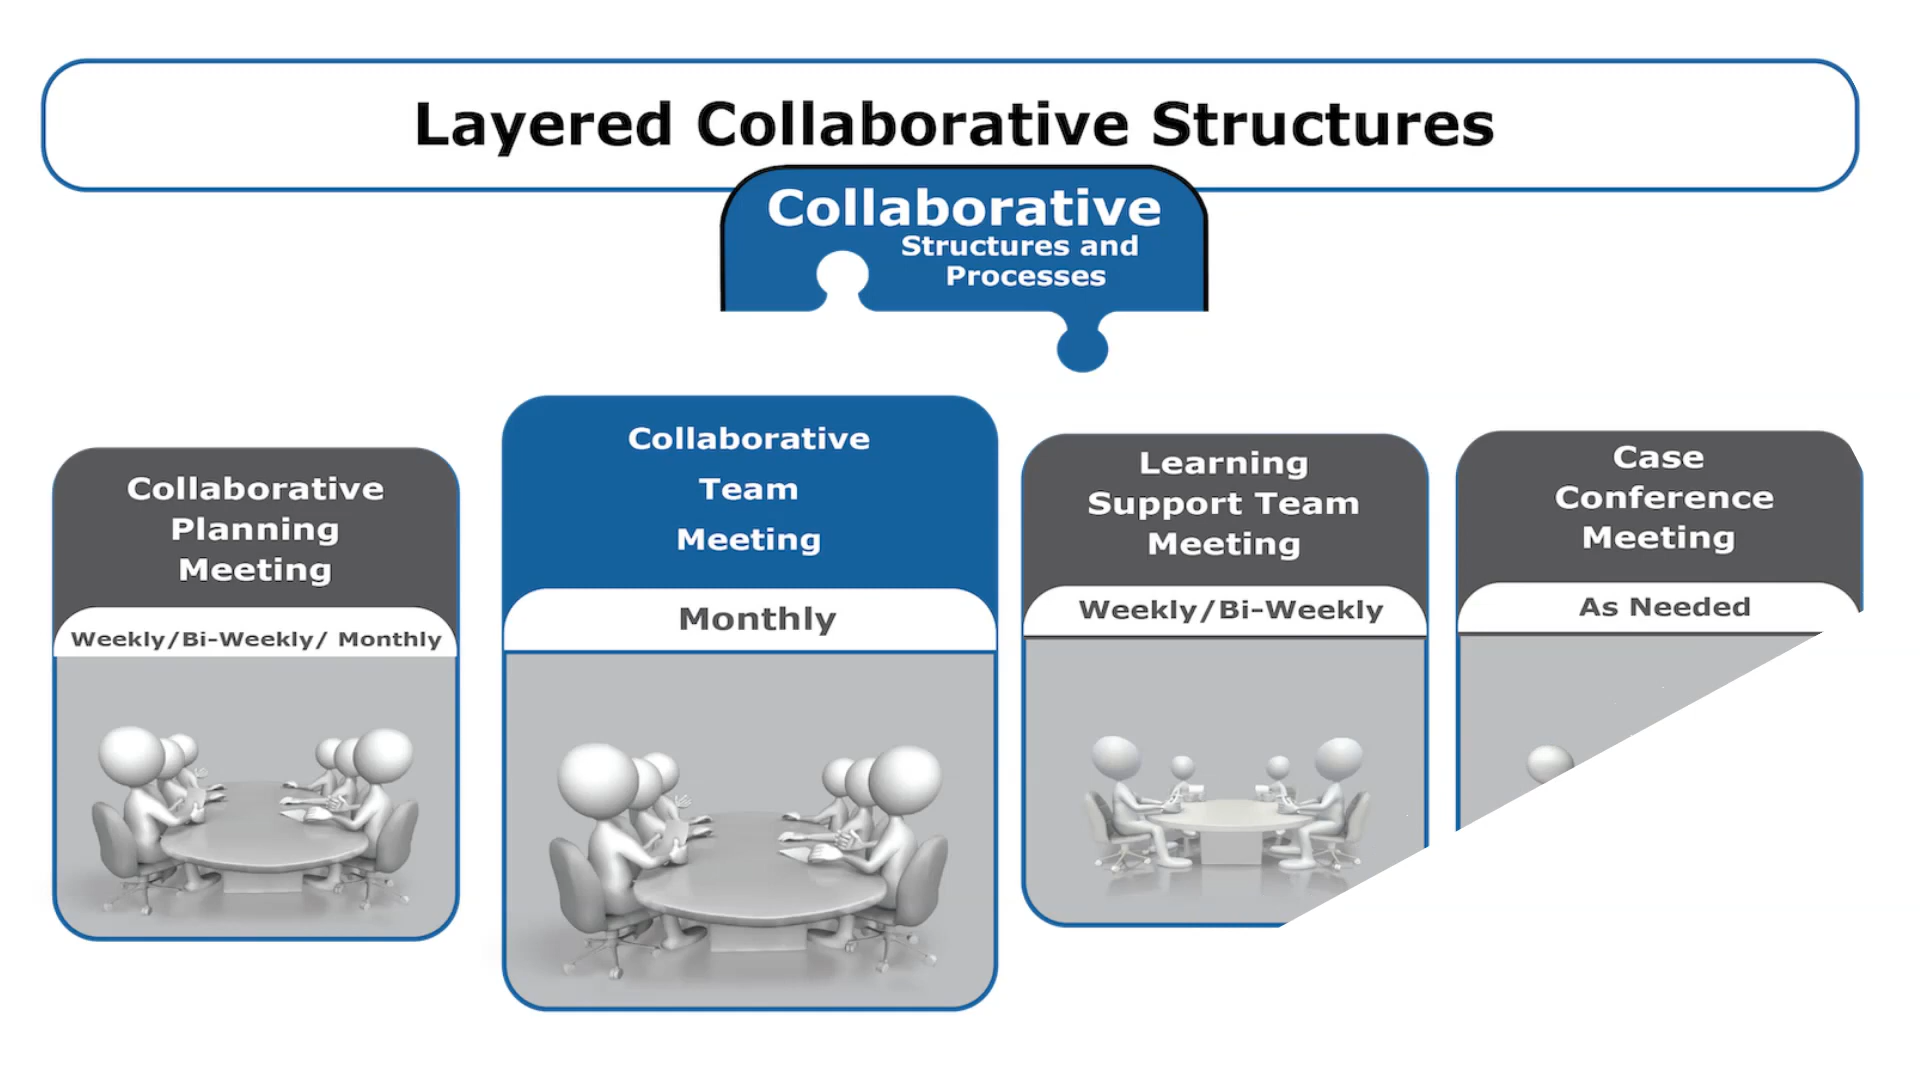 Layered Collaborative Structures
Collaborative
Structures and
Processes
Collaborative
Planning
Meeting
Weekly/Bi-Weekly/ Monthly
Collaborative
Team
Meeting
Monthly
Learning
Support Team
Meeting
Weekly/Bi-Weekly
Case
Conference
Meeting
As Needed